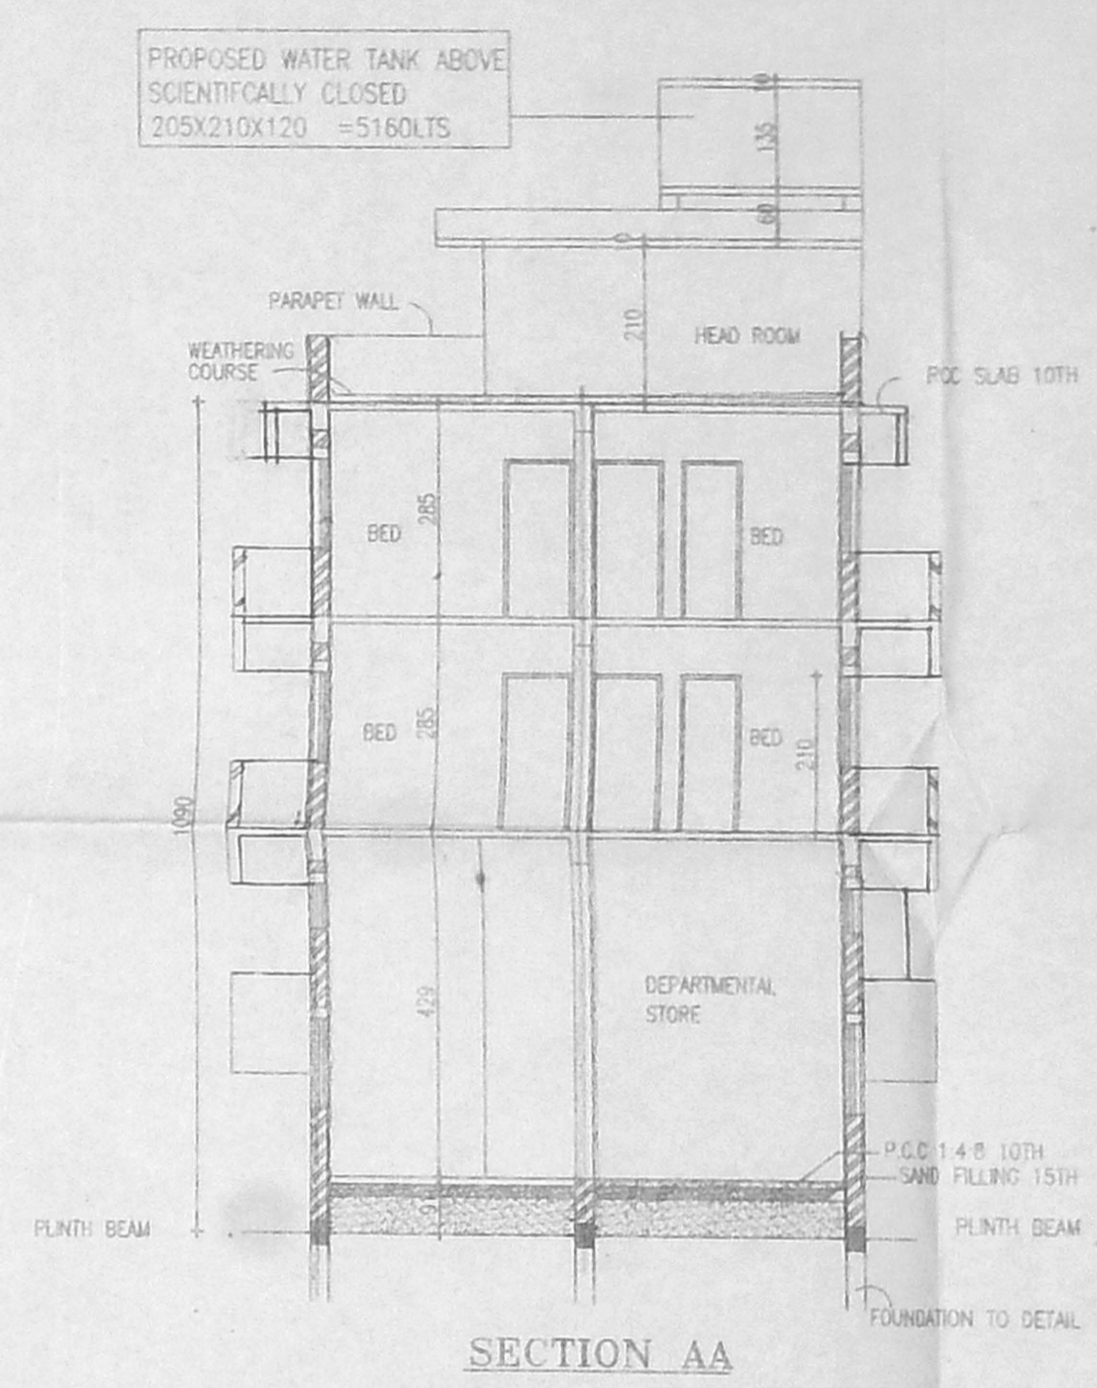 PROPOSED WATER TANK ABOVE
SCIENTIFCALLY CLOSED
205X210X120 =5160LTS
10
135
60
PARAPET WALL
210
HEAD ROOM
WEATHERING
COURSE
RCC SLAB 10TH
BED
285
BED
BED
285
BED
210
1090
429
DEPARTMENTAL
STORE
P.C.C 1:4:8 10TH
SAND FILLING 15TH
PLINTH BEAM
PLINTH BEAM
FOUNDATION TO DETAIL
SECTION AA